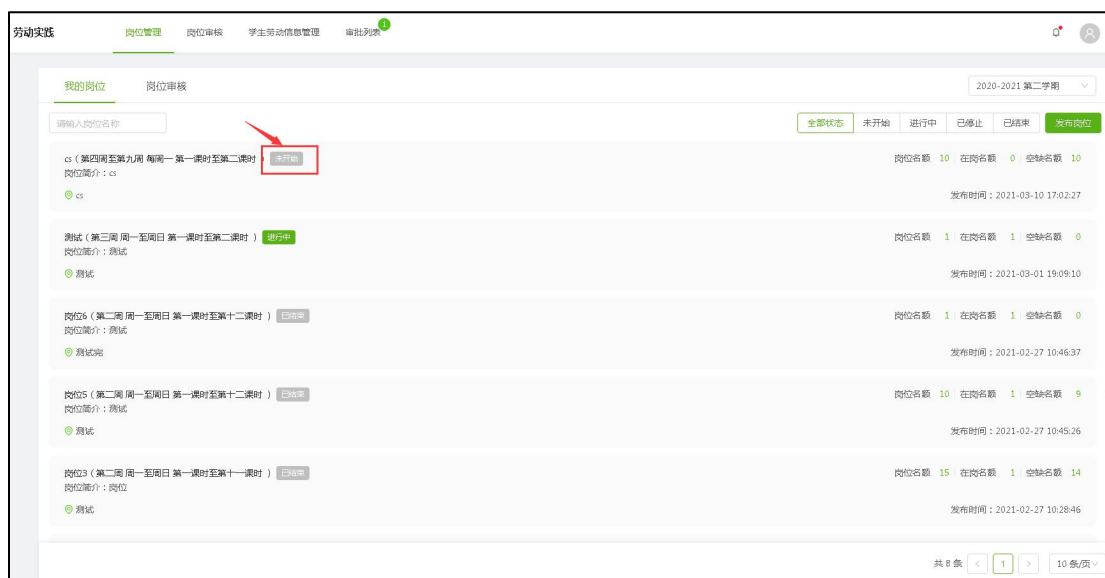 劳动实践 岗位管理 岗位审核 学生劳动信息管理 审批列表 1
我的岗位 岗位审核 2020-2021 第二学期
请输入岗位名称 全部状态 未开始 进行中 已停止 已结束 发布岗位
cs（第四周至第九周 每周一 第一课时至第二课时 ） 未开始 岗位名额 10 在岗名额 0 空缺名额 10
岗位简介：cs
cs 发布时间：2021-03-10 17:02:27
测试（第三周 周一至周日 第一课时至第二课时 ） 进行中 岗位名额 1 在岗名额 1 空缺名额 0
岗位简介：测试
测试 发布时间：2021-03-01 19:09:10
岗位6（第二周 周一至周日 第一课时至第十二课时 ） 已结束 岗位名额 1 在岗名额 1 空缺名额 0
岗位简介：测试
测试完 发布时间：2021-02-27 10:46:37
岗位5（第二周 周一至周日 第一课时至第十二课时 ） 已结束 岗位名额 10 在岗名额 1 空缺名额 9
岗位简介：测试
测试 发布时间：2021-02-27 10:45:26
岗位3（第二周 周一至周日 第一课时至第十一课时 ） 已结束 岗位名额 15 在岗名额 1 空缺名额 14
岗位简介：岗位
测试 发布时间：2021-02-27 10:28:46
共 8 条 < 1 > 10 条/页